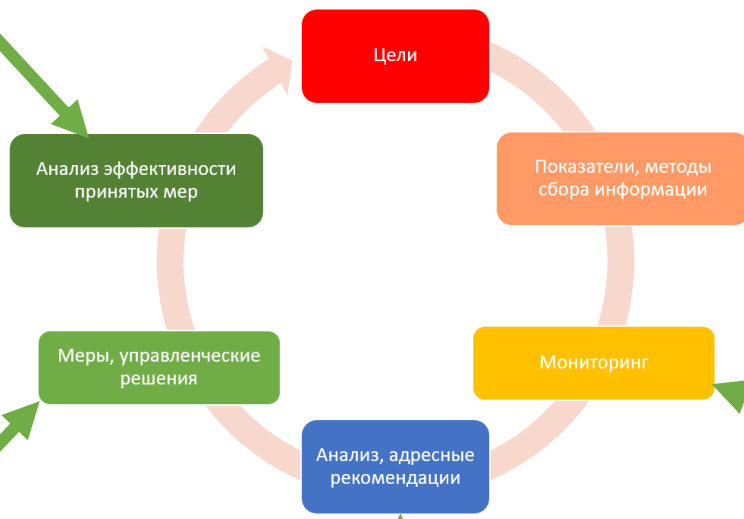 Цели
Показатели, методы
сбора информации
Мониторинг
Анализ, адресные
рекомендации
Меры, управленческие
решения
Анализ эффективности
принятых мер